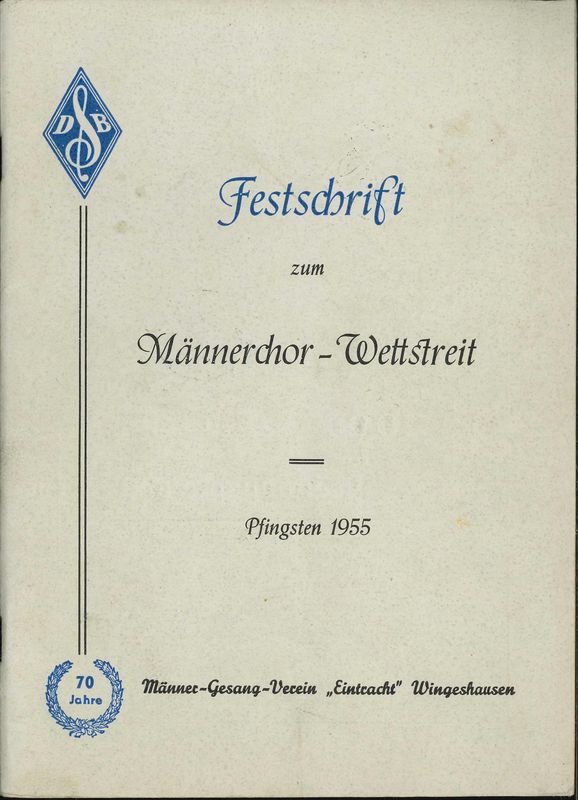 DSB
Festschrift
zum
Männerchor-Wettstreit
Pfingsten 1955
70
Jahre
Männer-Gesang-Verein „Eintracht" Wingeshausen